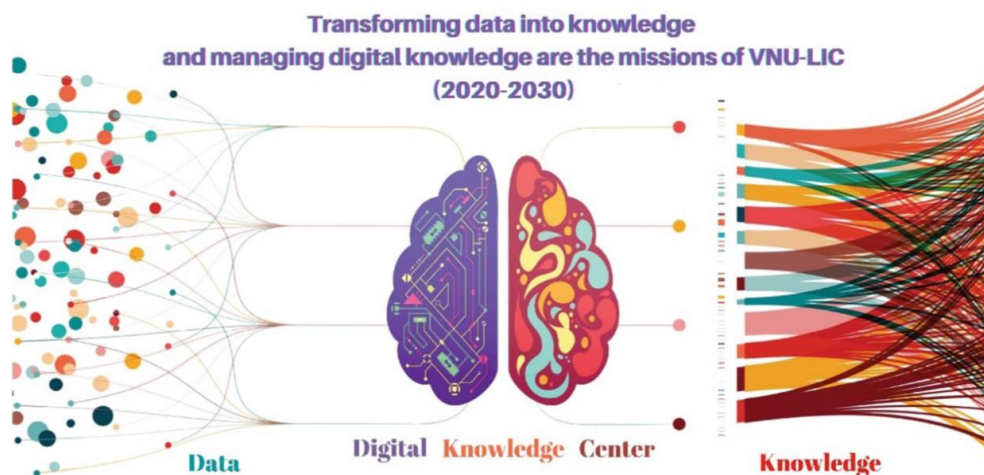 Transforming data into knowledge
and managing digital knowledge are the missions of VNU-LIC
(2020-2030)
Digital Knowledge Center
Data
Knowledge